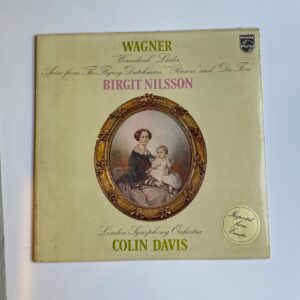 WAGNER
"Wesendonk" Lieder
Arias from "The Flying Dutchman," "Rienzi" and "Die Feen"
BIRGIT NILSSON
PHILIPS
London Symphony Orchestra
COLIN DAVIS
Imported
from
Europe